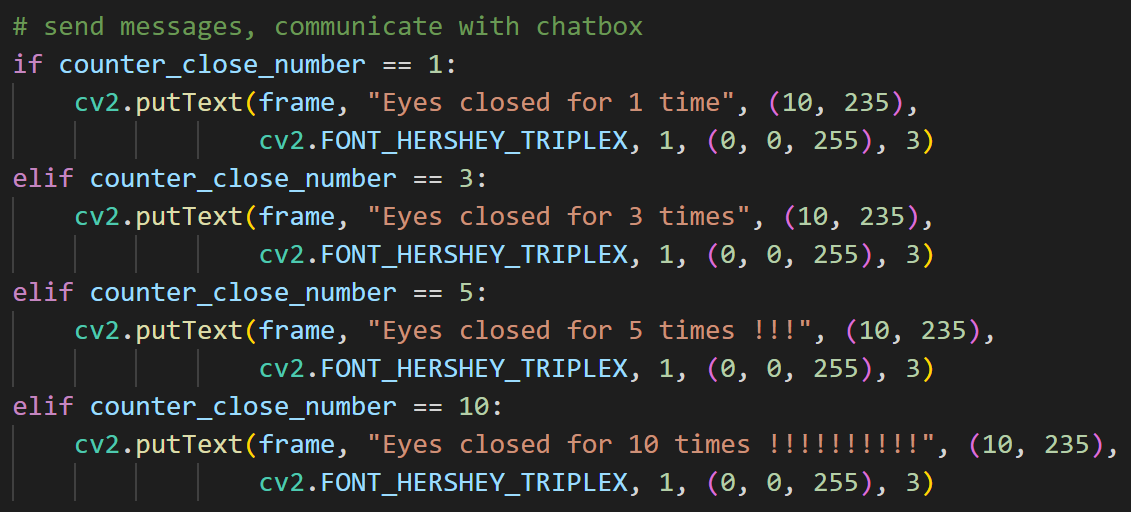 # send messages, communicate with chatbox
if counter_close_number == 1:
    cv2.putText(frame, "Eyes closed for 1 time", (10, 235),
                cv2.FONT_HERSHEY_TRIPLEX, 1, (0, 0, 255), 3)
elif counter_close_number == 3:
    cv2.putText(frame, "Eyes closed for 3 times", (10, 235),
                cv2.FONT_HERSHEY_TRIPLEX, 1, (0, 0, 255), 3)
elif counter_close_number == 5:
    cv2.putText(frame, "Eyes closed for 5 times !!!", (10, 235),
                cv2.FONT_HERSHEY_TRIPLEX, 1, (0, 0, 255), 3)
elif counter_close_number == 10:
    cv2.putText(frame, "Eyes closed for 10 times !!!!!!!!!!", (10, 235),
                cv2.FONT_HERSHEY_TRIPLEX, 1, (0, 0, 255), 3)